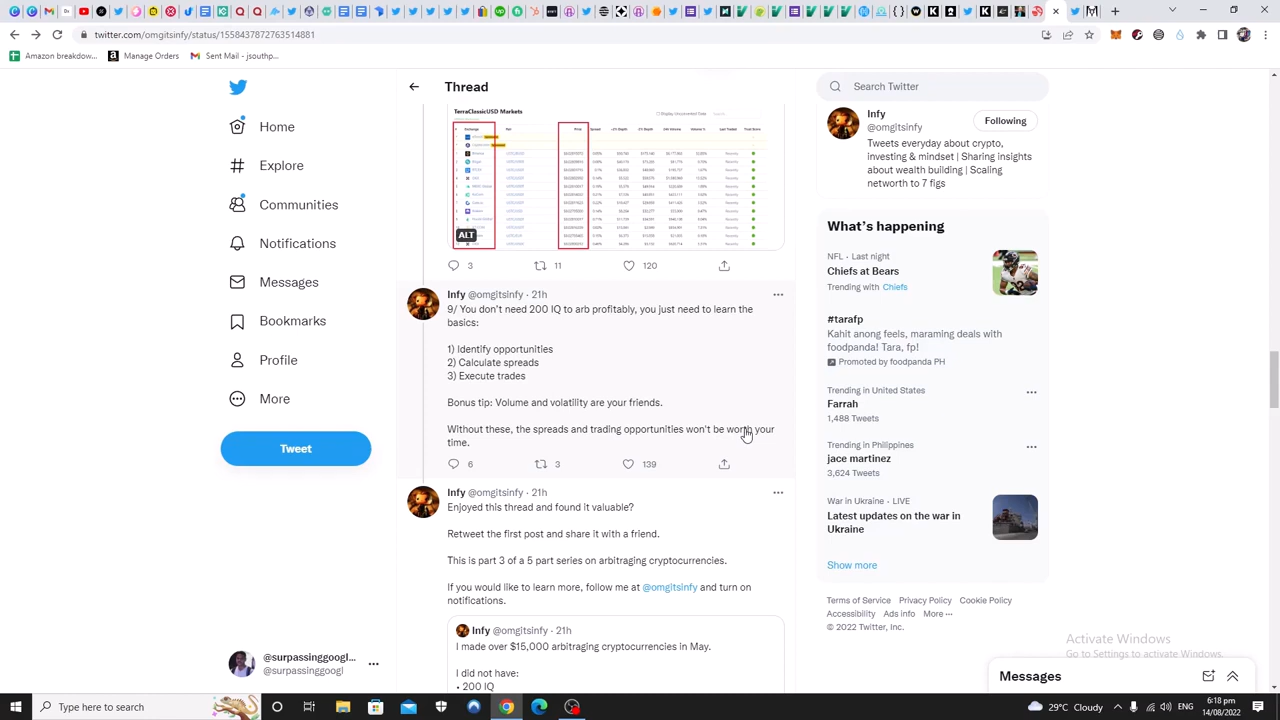 twitter.com/omgitsinfy/status/1558437872763514881
Amazon breakdow...
Manage Orders
Sent Mail - jsouthp...
Thread
Search Twitter
Home
Explore
Communities
Notifications
Messages
Bookmarks
Profile
More
Tweet
@surpassinggoogl...
@surpassinggoogl
TerraClassicUSD Markets
Exchange
Pair
Price
Spread
24h Volume
Volume %
Last Traded
Trust Score
ALT
3
11
120
Infy @omgitsinfy · 21h
9/ You don't need 200 IQ to arb profitably, you just need to learn the
basics:
1) Identify opportunities
2) Calculate spreads
3) Execute trades
Bonus tip: Volume and volatility are your friends.
Without these, the spreads and trading opportunities won't be worth your
time.
6
3
139
Infy @omgitsinfy · 21h
Enjoyed this thread and found it valuable?
Retweet the first post and share it with a friend.
This is part 3 of a 5 part series on arbitraging cryptocurrencies.
If you would like to learn more, follow me at @omgitsinfy and turn on
notifications.
Infy @omgitsinfy · 21h
I made over $15,000 arbitraging cryptocurrencies in May.
I did not have:
• 200 IQ
Infy
@omgitsinfy
Following
Tweets everyday about crypto,
investing & mindset | Sharing insights
about wealth building | Scaling
networth to 7 figs
What's happening
NFL · Last night
Chiefs at Bears
Trending with Chiefs
#tarafp
Kahit anong feels, maraming deals with
foodpanda! Tara, fp!
Promoted by foodpanda PH
Trending in United States
Farrah
1,488 Tweets
Trending in Philippines
jace martinez
3,624 Tweets
War in Ukraine · LIVE
Latest updates on the war in
Ukraine
Show more
Terms of Service Privacy Policy Cookie Policy
Accessibility Ads info More ···
© 2022 Twitter, Inc.
Activate Windows
Go to Settings to activate Windows.
Messages
Type here to search
29°C Cloudy
ENG
6:18 pm
14/08/2022